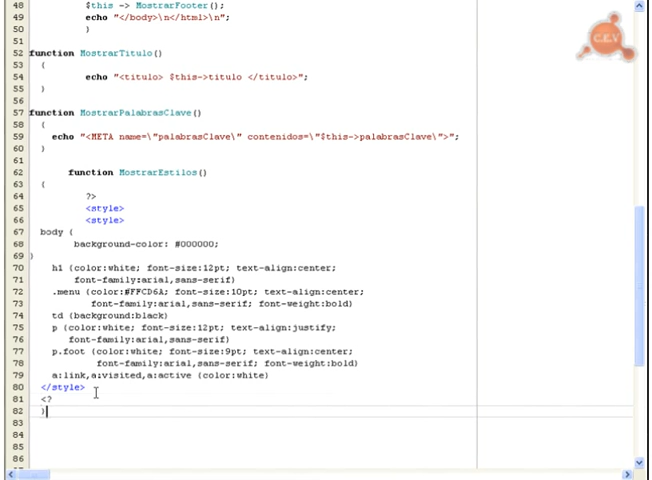 48 $this -> MostrarFooter();
49 echo "</body>\n</html>\n";
50 }
51
52 function MostrarTitulo()
53 {
54 echo "<titulo> $this->titulo </titulo>";
55 }
56
57 function MostrarPalabrasClave()
58 {
59 echo "<META name=\"palabrasClave\" contenidos=\"$this->palabrasClave\">";
60 }
61
62 function MostrarEstilos()
63 {
64 ?>
65 <style>
66 <style>
67 body {
68 background-color: #000000;
69 }
70 h1 {color:white; font-size:12pt; text-align:center;
71 font-family:arial,sans-serif}
72 .menu {color:#FFCD6A; font-size:10pt; text-align:center;
73 font-family:arial,sans-serif; font-weight:bold}
74 td {background:black}
75 p {color:white; font-size:12pt; text-align:justify;
76 font-family:arial,sans-serif}
77 p.foot {color:white; font-size:9pt; text-align:center;
78 font-family:arial,sans-serif; font-weight:bold}
79 a:link,a:visited,a:active {color:white}
80 </style>
81 <?
82 }
83
84
85
86
C.E.V